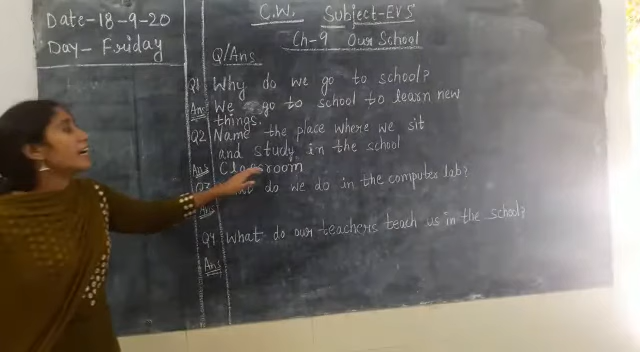 Date-18-9-20
Day- Friday
C.W. Subject-EVS
Ch-9 Our School
Q/Ans
Q1 Why do we go to school?
Ans We go to school to learn new
things.
Q2 Name the place where we sit
and study in the school
Ans Classroom
Q3 do we do in the computer lab?
Ans
Q4 What do our teachers teach us in the school?
Ans